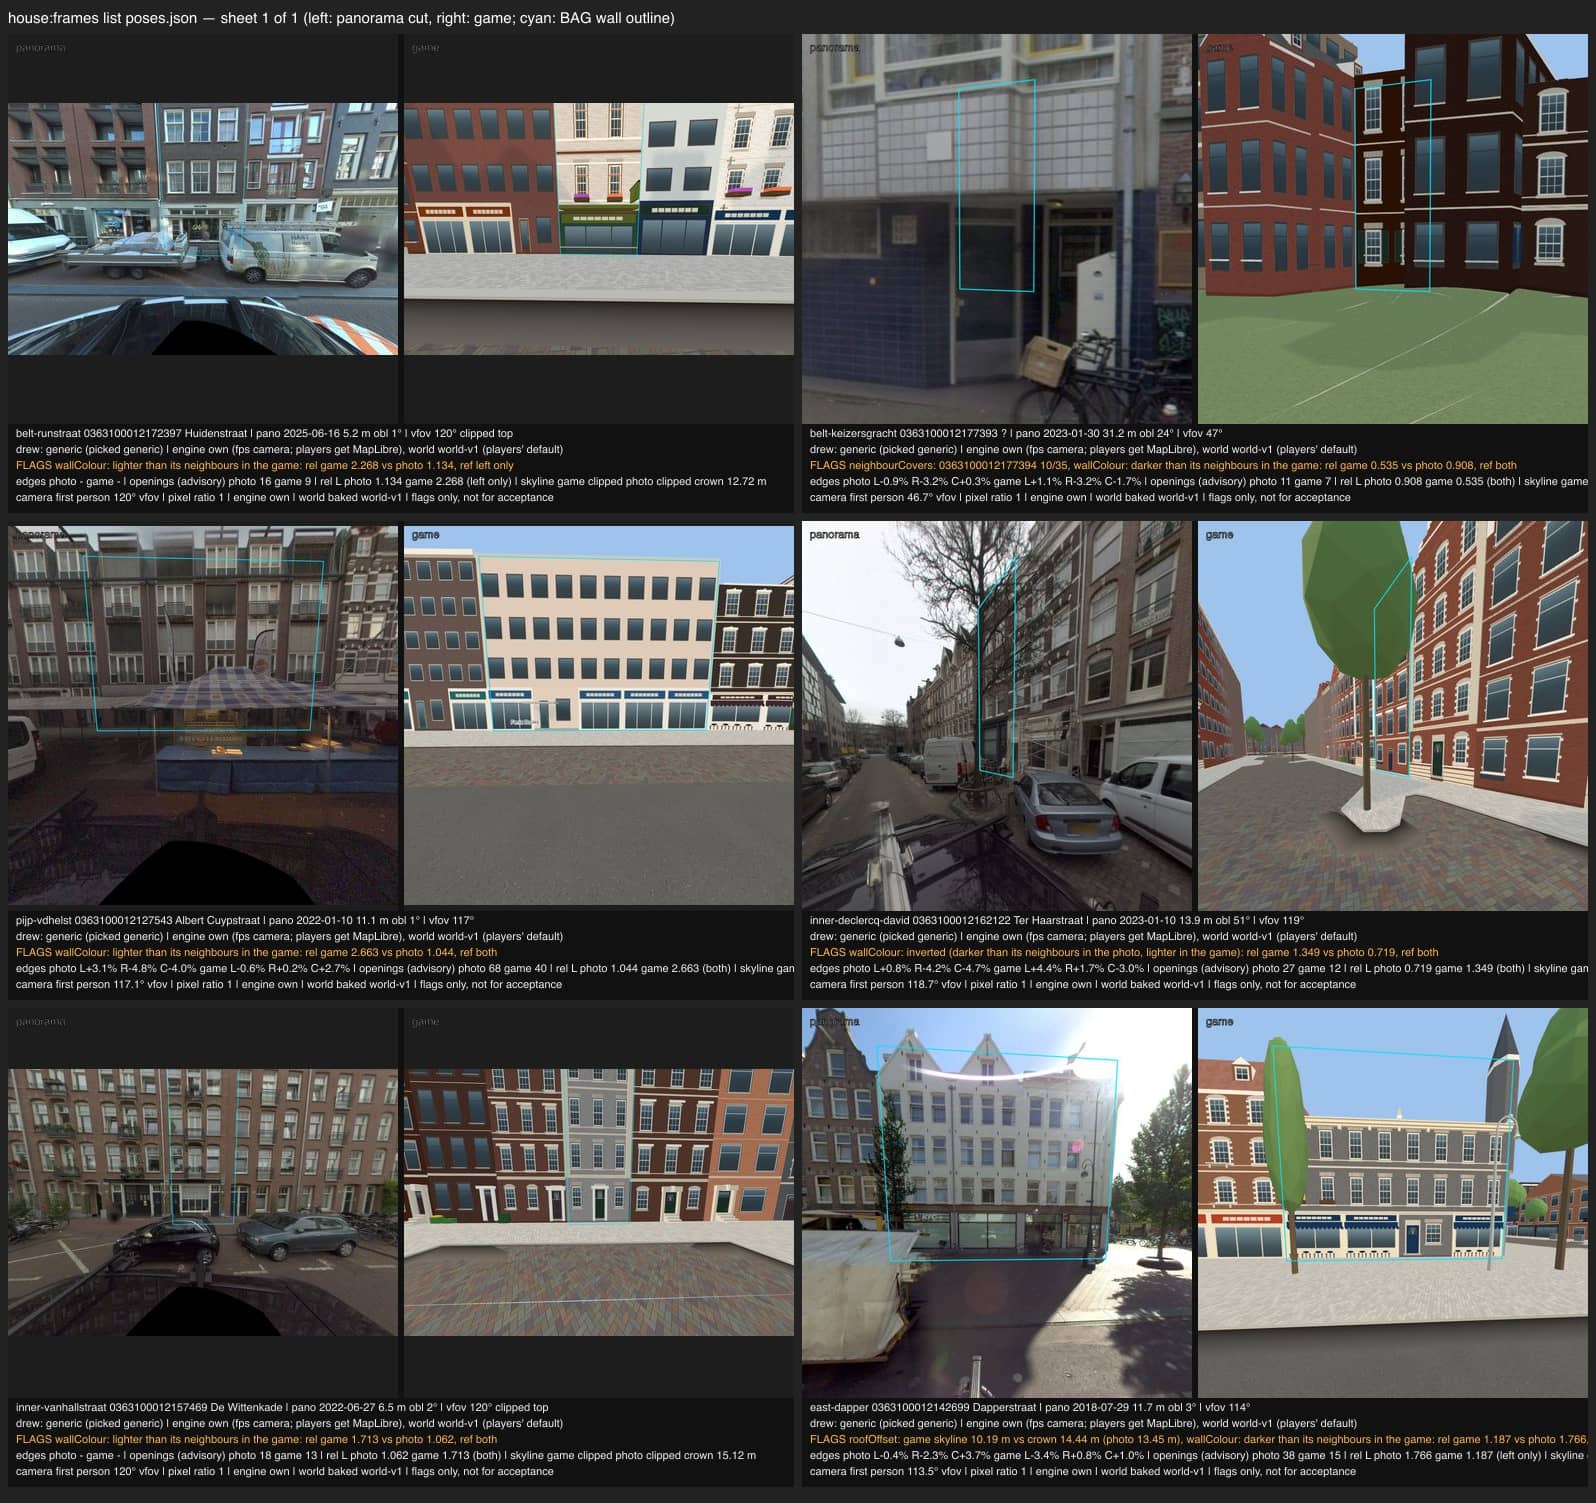 house:frames list poses.json — sheet 1 of 1 (left: panorama cut, right: game; cyan: BAG wall outline)
panorama
game
panorama
game
belt-runstraat 0363100012172397 Huidenstraat | pano 2025-06-16 5.2 m obl 1° | vfov 120° clipped top
drew: generic (picked generic) | engine own (fps camera; players get MapLibre), world world-v1 (players' default)
FLAGS wallColour: lighter than its neighbours in the game: rel game 2.268 vs photo 1.134, ref left only
edges photo - game - | openings (advisory) photo 16 game 9 | rel L photo 1.134 game 2.268 (left only) | skyline game clipped photo clipped crown 12.72 m
camera first person 120° vfov | pixel ratio 1 | engine own | world baked world-v1 | flags only, not for acceptance
belt-keizersgracht 0363100012177393 ? | pano 2023-01-30 31.2 m obl 24° | vfov 47°
drew: generic (picked generic) | engine own (fps camera; players get MapLibre), world world-v1 (players' default)
FLAGS neighbourCovers: 0363100012177394 10/35, wallColour: darker than its neighbours in the game: rel game 0.535 vs photo 0.908, ref both
edges photo L-0.9% R-3.2% C+0.3% game L+1.1% R-3.2% C-1.7% | openings (advisory) photo 11 game 7 | rel L photo 0.908 game 0.535 (both) | skyline game
camera first person 46.7° vfov | pixel ratio 1 | engine own | world baked world-v1 | flags only, not for acceptance
panorama
game
panorama
game
pijp-vdhelst 0363100012127543 Albert Cuypstraat | pano 2022-01-10 11.1 m obl 1° | vfov 117°
drew: generic (picked generic) | engine own (fps camera; players get MapLibre), world world-v1 (players' default)
FLAGS wallColour: lighter than its neighbours in the game: rel game 2.663 vs photo 1.044, ref both
edges photo L+3.1% R-4.8% C-4.0% game L-0.6% R+0.2% C+2.7% | openings (advisory) photo 68 game 40 | rel L photo 1.044 game 2.663 (both) | skyline gam
camera first person 117.1° vfov | pixel ratio 1 | engine own | world baked world-v1 | flags only, not for acceptance
inner-declercq-david 0363100012162122 Ter Haarstraat | pano 2023-01-10 13.9 m obl 51° | vfov 119°
drew: generic (picked generic) | engine own (fps camera; players get MapLibre), world world-v1 (players' default)
FLAGS wallColour: inverted (darker than its neighbours in the photo, lighter in the game): rel game 1.349 vs photo 0.719, ref both
edges photo L+0.8% R-4.2% C-4.7% game L+4.4% R+1.7% C-3.0% | openings (advisory) photo 27 game 12 | rel L photo 0.719 game 1.349 (both) | skyline gam
camera first person 118.7° vfov | pixel ratio 1 | engine own | world baked world-v1 | flags only, not for acceptance
panorama
game
panorama
game
inner-vanhallstraat 0363100012157469 De Wittenkade | pano 2022-06-27 6.5 m obl 2° | vfov 120° clipped top
drew: generic (picked generic) | engine own (fps camera; players get MapLibre), world world-v1 (players' default)
FLAGS wallColour: lighter than its neighbours in the game: rel game 1.713 vs photo 1.062, ref both
edges photo - game - | openings (advisory) photo 18 game 13 | rel L photo 1.062 game 1.713 (both) | skyline game clipped photo clipped crown 15.12 m
camera first person 120° vfov | pixel ratio 1 | engine own | world baked world-v1 | flags only, not for acceptance
east-dapper 0363100012142699 Dapperstraat | pano 2018-07-29 11.7 m obl 3° | vfov 114°
drew: generic (picked generic) | engine own (fps camera; players get MapLibre), world world-v1 (players' default)
FLAGS roofOffset: game skyline 10.19 m vs crown 14.44 m (photo 13.45 m), wallColour: darker than its neighbours in the game: rel game 1.187 vs photo 1.766,
edges photo L-0.4% R-2.3% C+3.7% game L-3.4% R+0.8% C+1.0% | openings (advisory) photo 38 game 15 | rel L photo 1.766 game 1.187 (left only) | skyline
camera first person 113.5° vfov | pixel ratio 1 | engine own | world baked world-v1 | flags only, not for acceptance